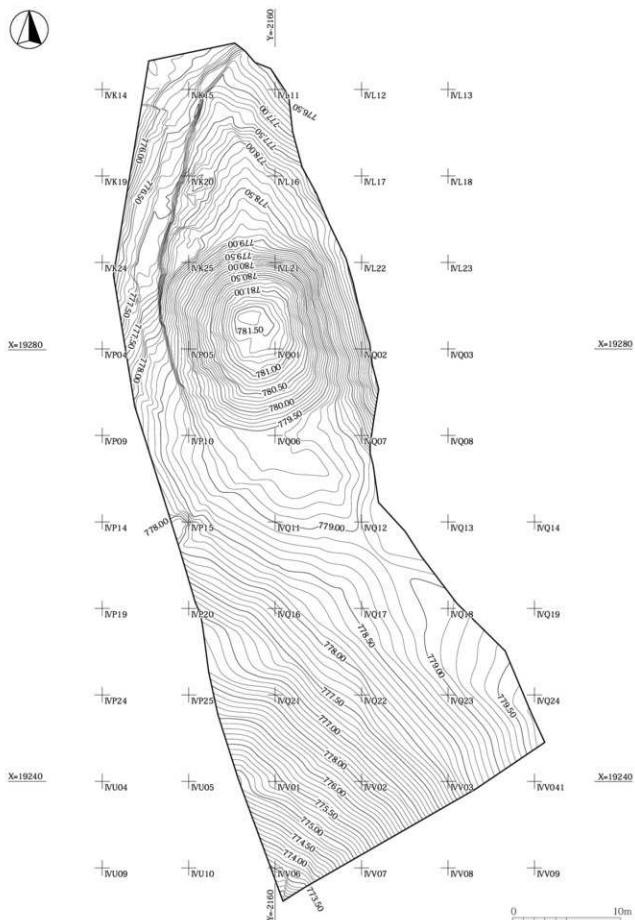 Y=-2160
IVK14
IVK15
IVL11
IVL12
IVL13
776.50
777.00
777.50
778.00
776.00
776.50
IVK19
IVK20
IVL16
IVL17
IVL18
778.50
779.00
779.50
780.00
780.50
781.00
IVK24
IVK25
IVL21
IVL22
IVL23
777.50
777.50
778.00
781.50
X=19280
X=19280
IVP04
IVP05
IVQ01
IVQ02
IVQ03
781.00
780.50
780.00
779.50
IVP09
IVP10
IVQ06
IVQ07
IVQ08
778.00
779.00
IVP14
IVP15
IVQ11
IVQ12
IVQ13
IVQ14
IVP19
IVP20
IVQ16
IVQ17
IVQ18
IVQ19
778.50
778.00
779.00
777.50
779.50
IVP24
IVP25
IVQ21
IVQ22
IVQ23
IVQ24
777.00
778.00
776.00
X=19240
X=19240
IVU04
IVU05
IVV01
IVV02
IVV03
IVV041
775.50
775.00
774.50
774.00
773.50
IVU09
IVU10
IVV06
IVV07
IVV08
IVV09
Y=-2160
0 10m